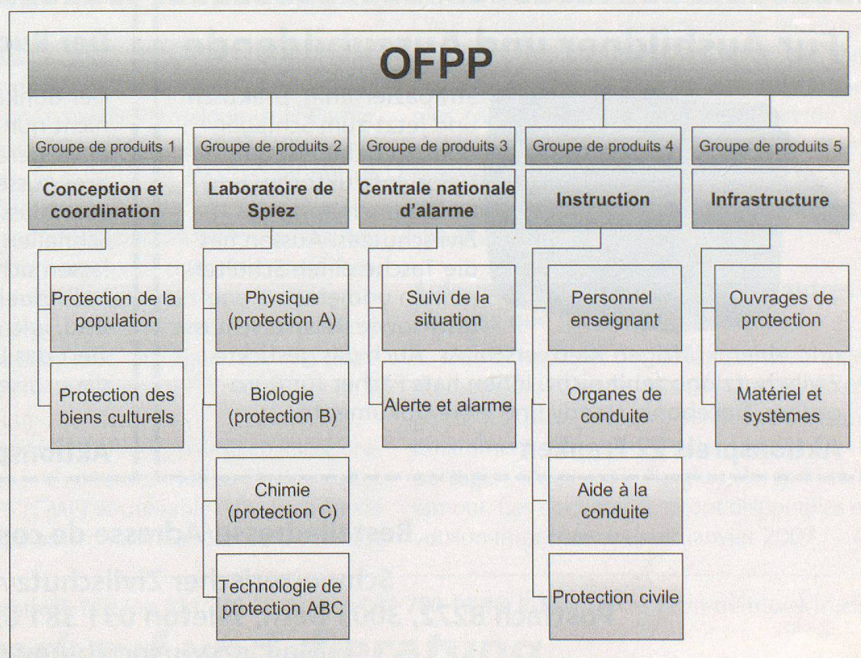 OFPP
Groupe de produits 1
Conception et
coordination
Protection de la
population
Protection des
biens culturels
Groupe de produits 2
Laboratoire de
Spiez
Physique
(protection A)
Biologie
(protection B)
Chimie
(protection C)
Technologie de
protection ABC
Groupe de produits 3
Centrale nationale
d'alarme
Suivi de la
situation
Alerte et alarme
Groupe de produits 4
Instruction
Personnel
enseignant
Organes de
conduite
Aide à la
conduite
Protection civile
Groupe de produits 5
Infrastructure
Ouvrages de
protection
Matériel et
systèmes